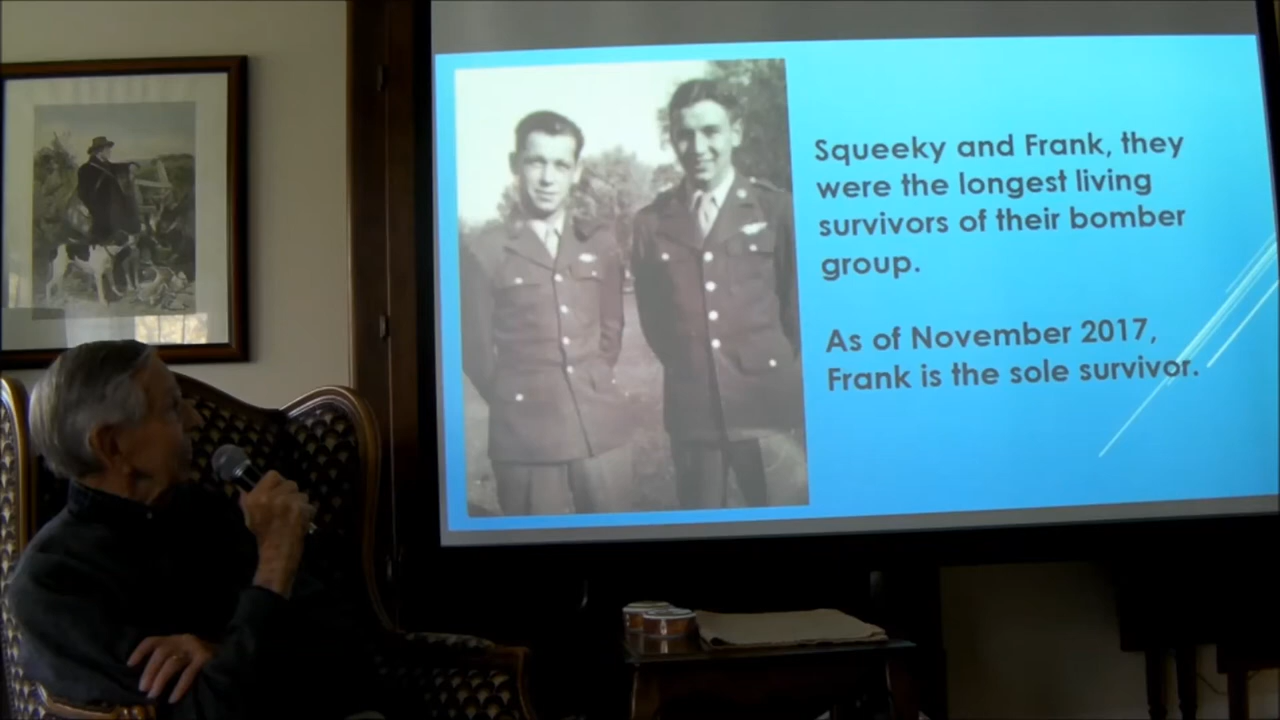 Squeeky and Frank, they
were the longest living
survivors of their bomber
group.
As of November 2017,
Frank is the sole survivor.